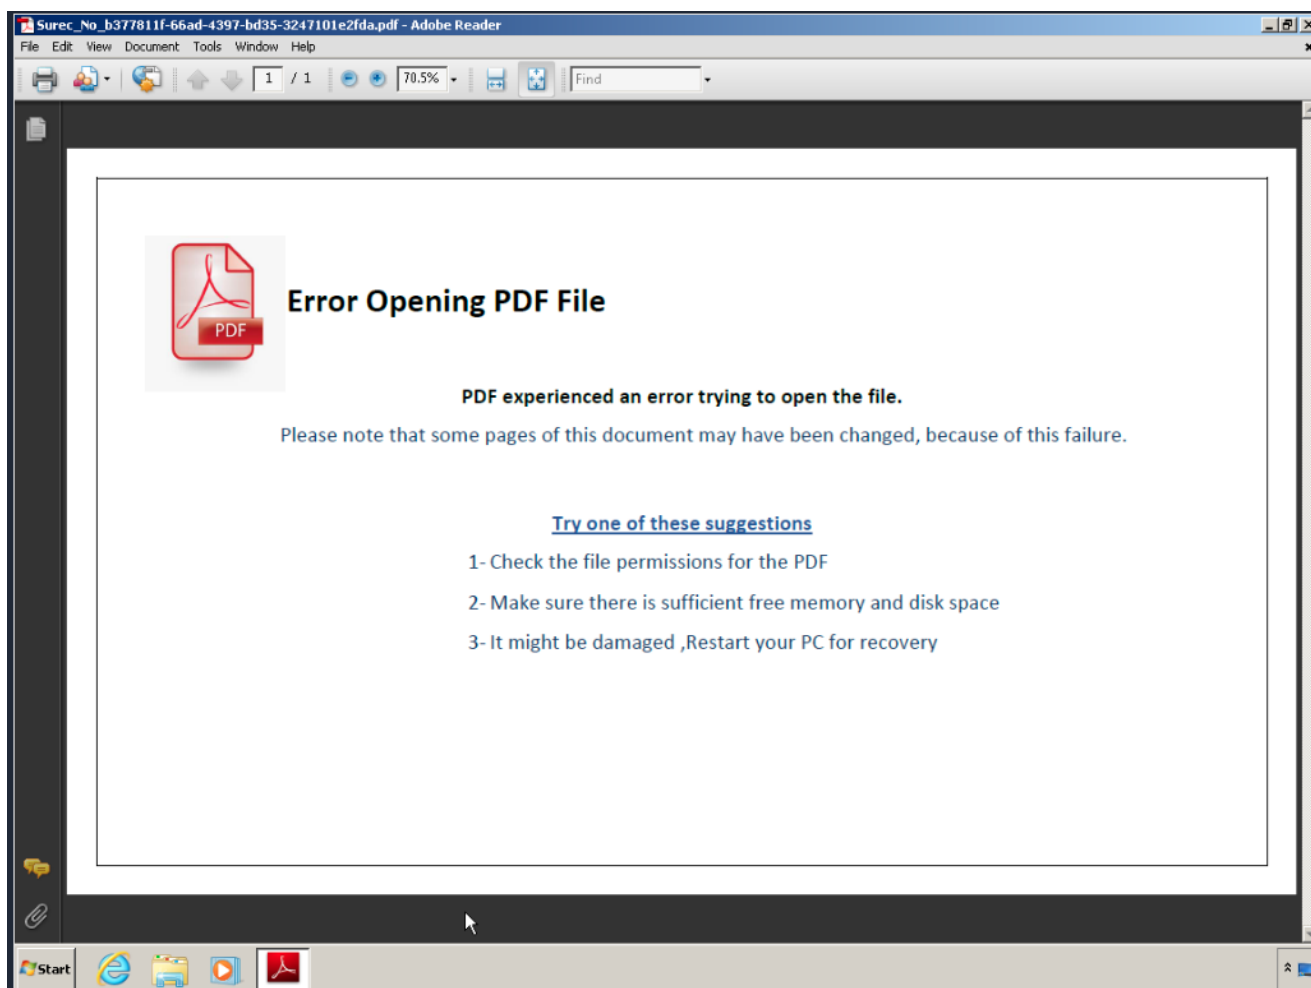 Surec_No_b377811f-66ad-4397-bd35-3247101e2fda.pdf - Adobe Reader
File Edit View Document Tools Window Help
1 / 1 70.5% Find
PDF
Error Opening PDF File
PDF experienced an error trying to open the file.
Please note that some pages of this document may have been changed, because of this failure.
Try one of these suggestions
1- Check the file permissions for the PDF
2- Make sure there is sufficient free memory and disk space
3- It might be damaged ,Restart your PC for recovery
Start